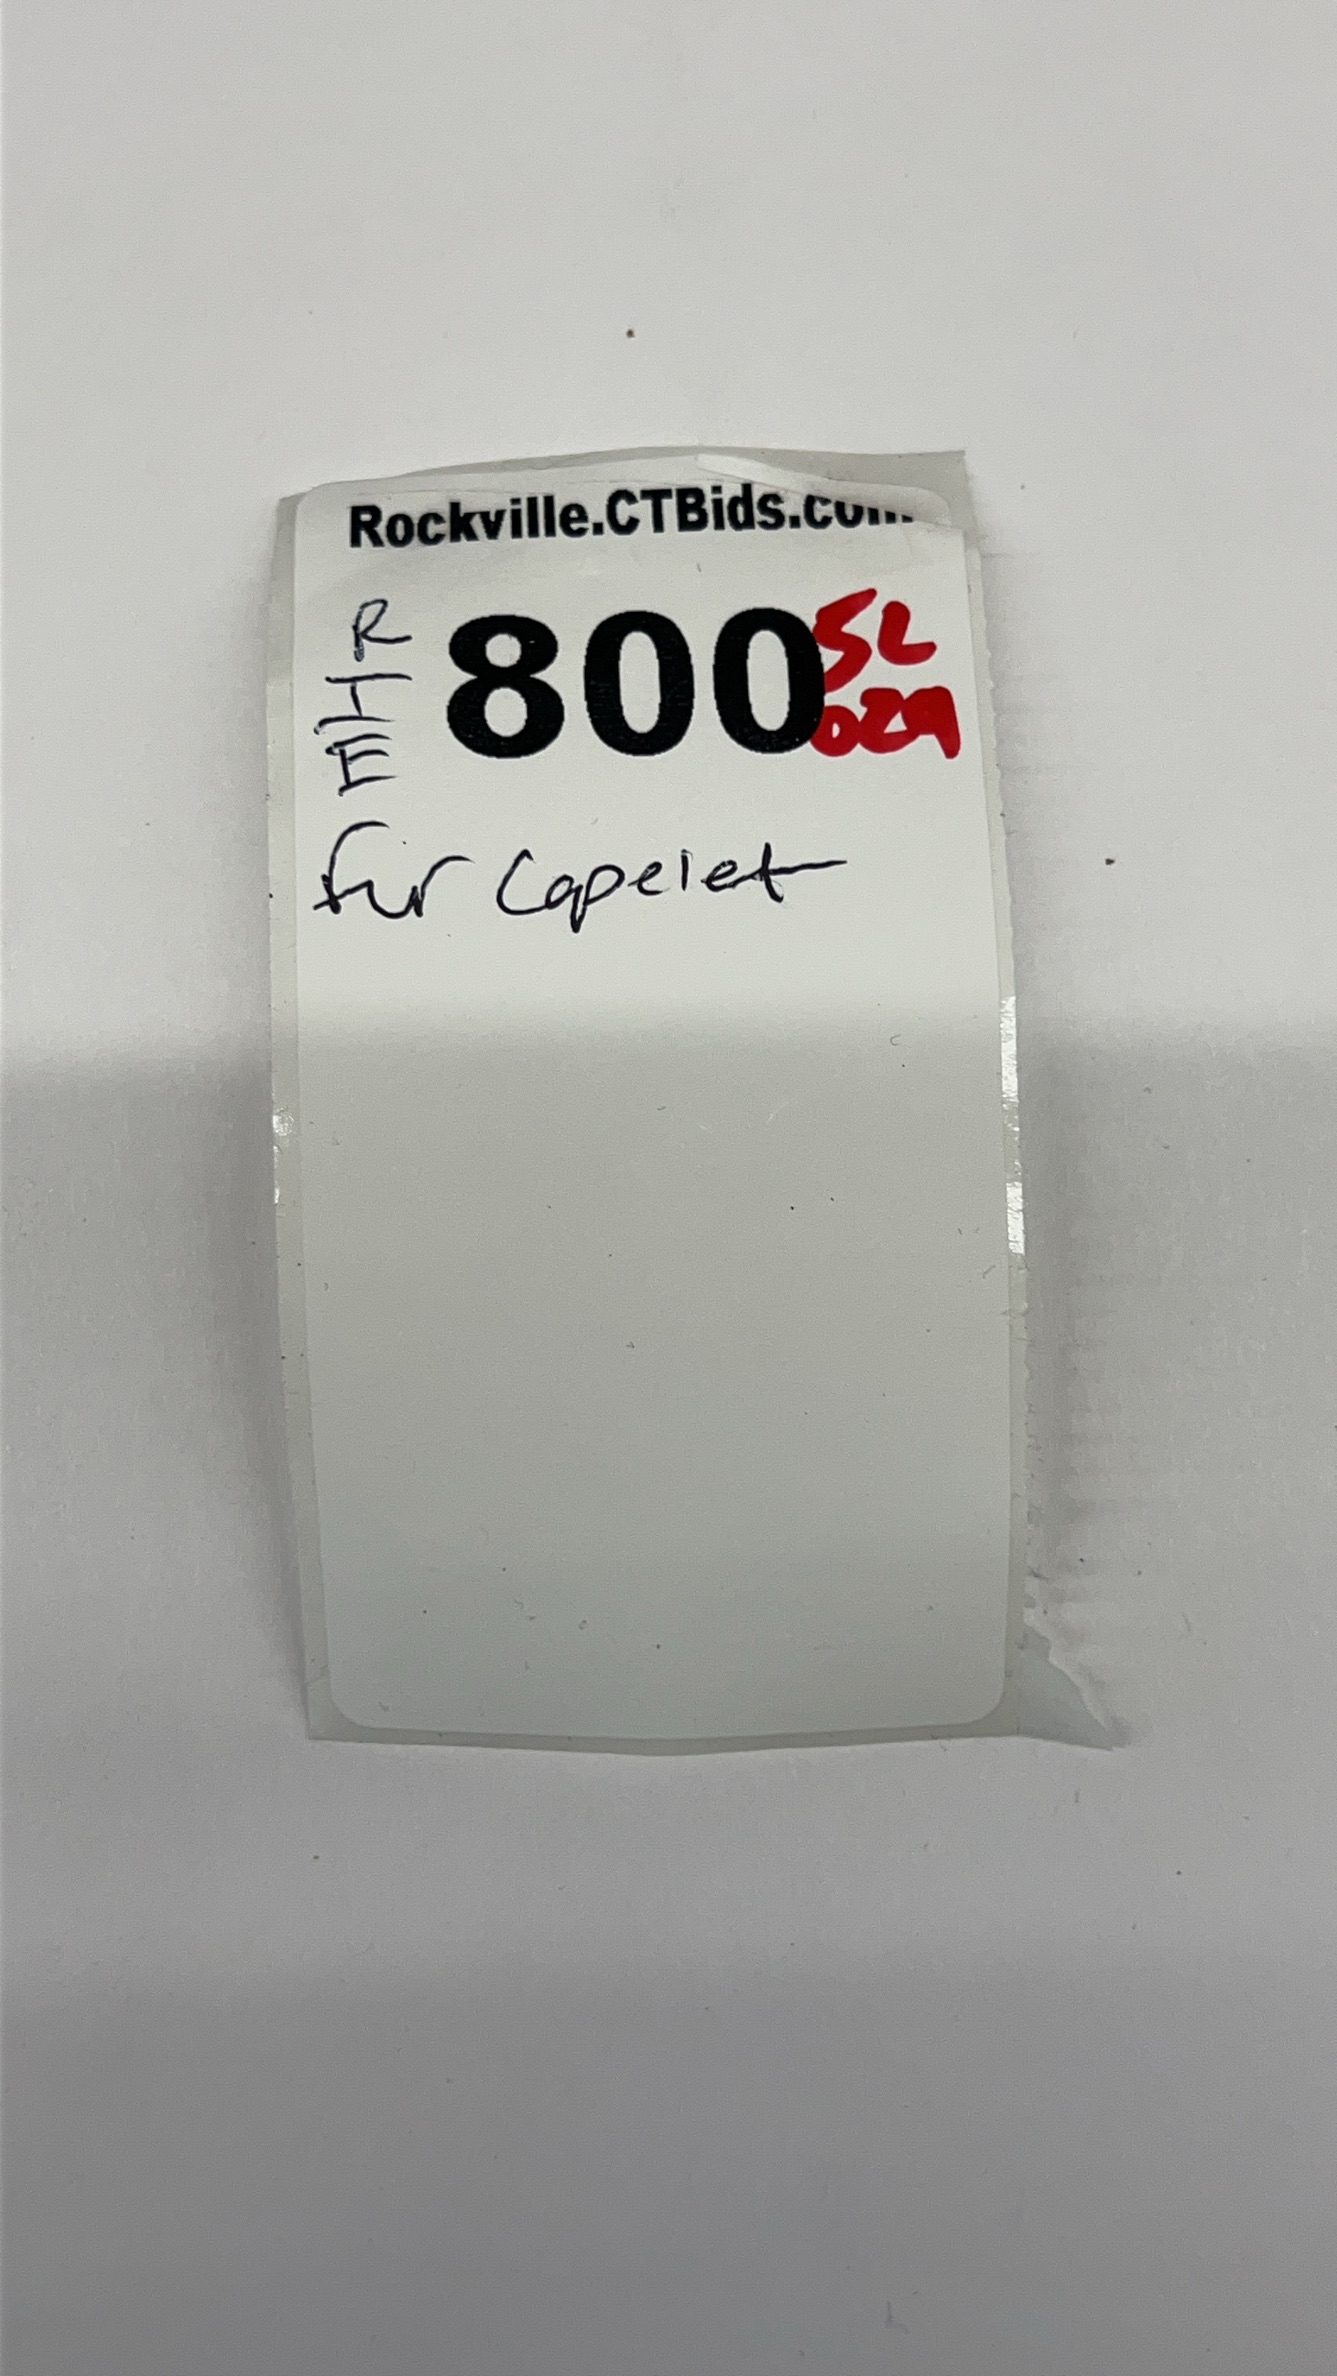 Rockville.CTBids.com
R
I
E
800
SL
029
Fur Capelet